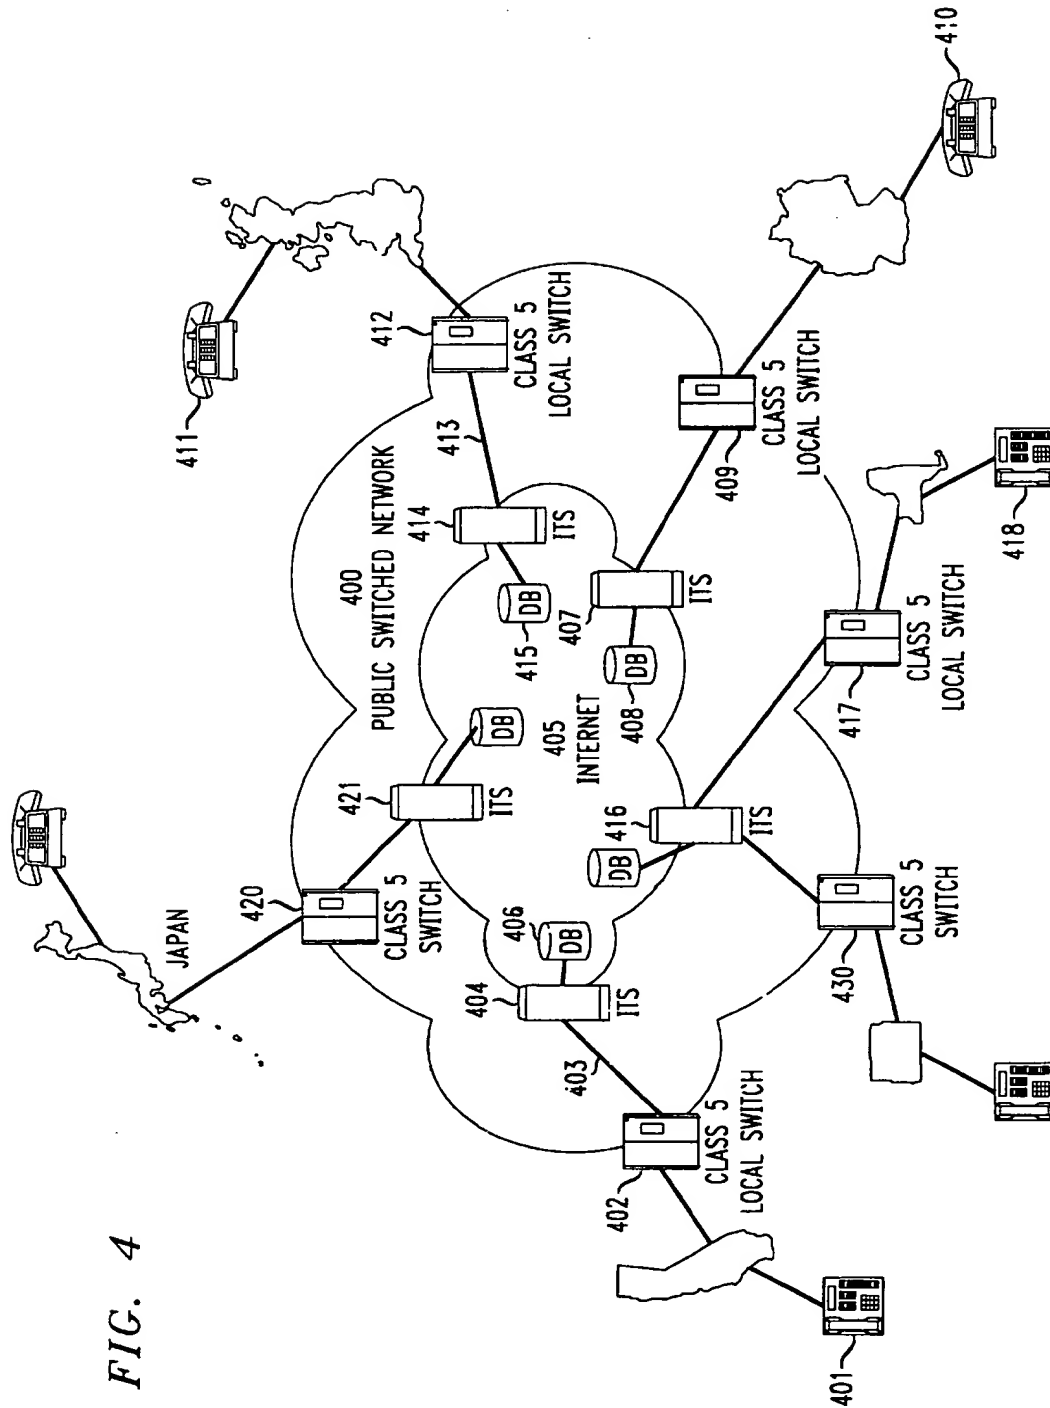 FIG. 4
JAPAN
420
CLASS 5
SWITCH
421
ITS
DB
PUBLIC SWITCHED NETWORK
400
411
412
CLASS 5
LOCAL SWITCH
413
414
ITS
DB
415
405
INTERNET
404
ITS
406
DB
403
402
CLASS 5
LOCAL SWITCH
401
DB
416
ITS
DB
408
407
ITS
409
CLASS 5
LOCAL SWITCH
410
430
CLASS 5
SWITCH
417
CLASS 5
LOCAL SWITCH
418